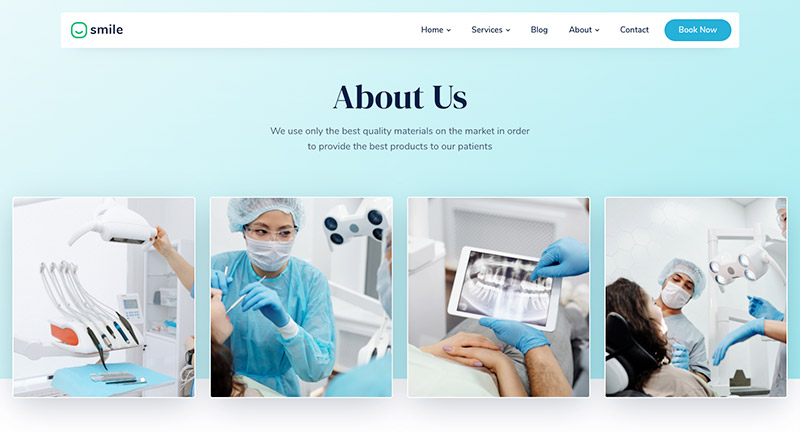 smile
Home
Services
Blog
About
Contact
Book Now
About Us
We use only the best quality materials on the market in order
to provide the best products to our patients